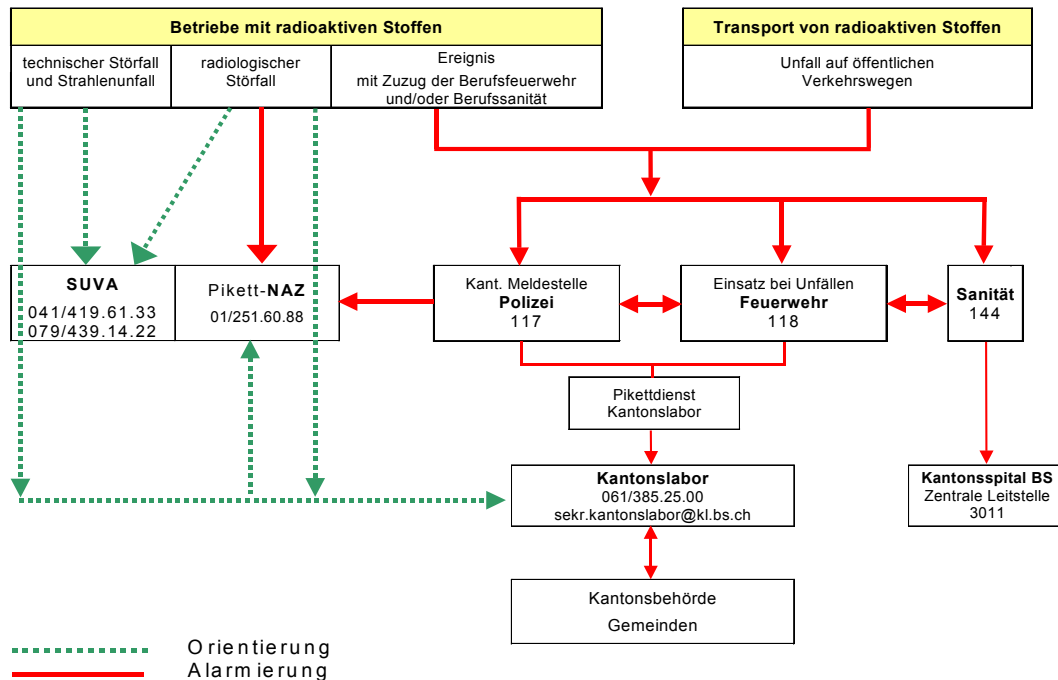 Betriebe mit radioaktiven Stoffen
technischer Störfall
und Strahlenunfall
radiologischer
Störfall
Ereignis
mit Zuzug der Berufsfeuerwehr
und/oder Berufssanität
Transport von radioaktiven Stoffen
Unfall auf öffentlichen
Verkehrswegen
SUVA
041/419.61.33
079/439.14.22
Pikett-NAZ
01/251.60.88
Kant. Meldestelle
Polizei
117
Einsatz bei Unfällen
Feuerwehr
118
Sanität
144
Pikettdienst
Kantonslabor
Kantonslabor
061/385.25.00
sekr.kantonslabor@kl.bs.ch
Kantonsspital BS
Zentrale Leitstelle
3011
Kantonsbehörde
Gemeinden
Orientierung
Alarmierung